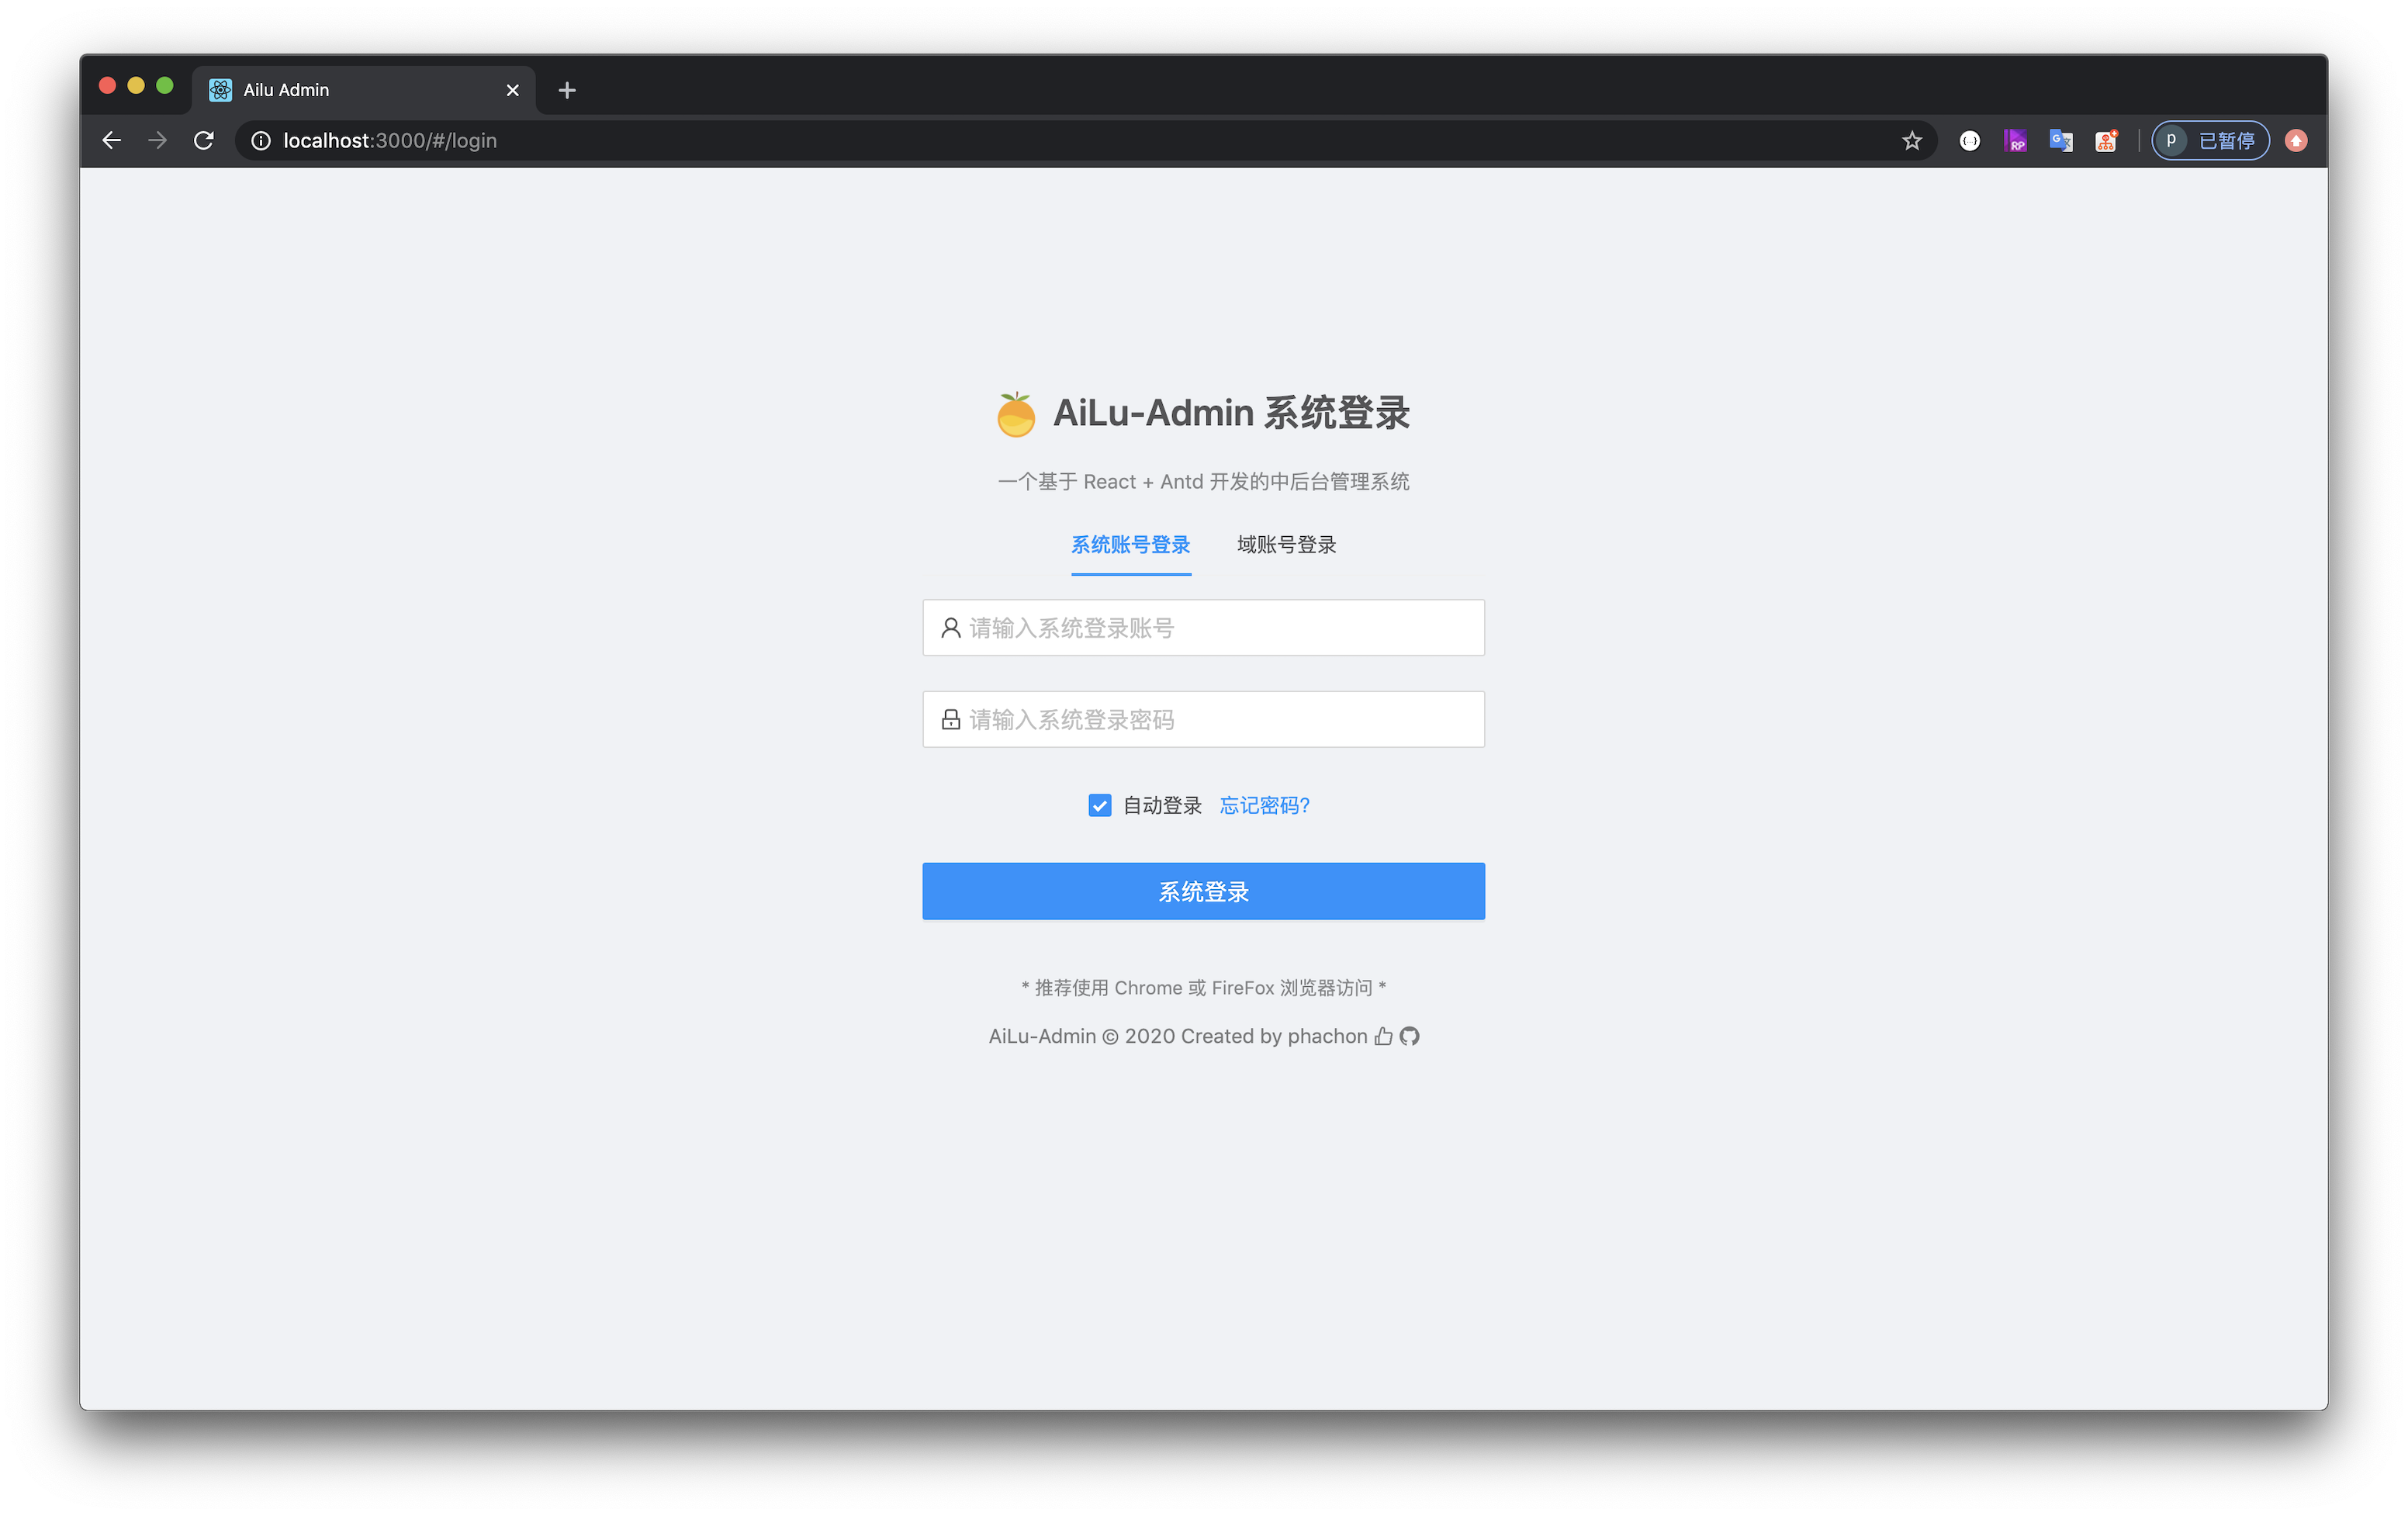 Ailu Admin
localhost:3000/#/login
RP
G
p 已暂停
AiLu-Admin 系统登录
一个基于 React + Antd 开发的中后台管理系统
系统账号登录 域账号登录
请输入系统登录账号
请输入系统登录密码
自动登录 忘记密码?
系统登录
* 推荐使用 Chrome 或 FireFox 浏览器访问 *
AiLu-Admin © 2020 Created by phachon